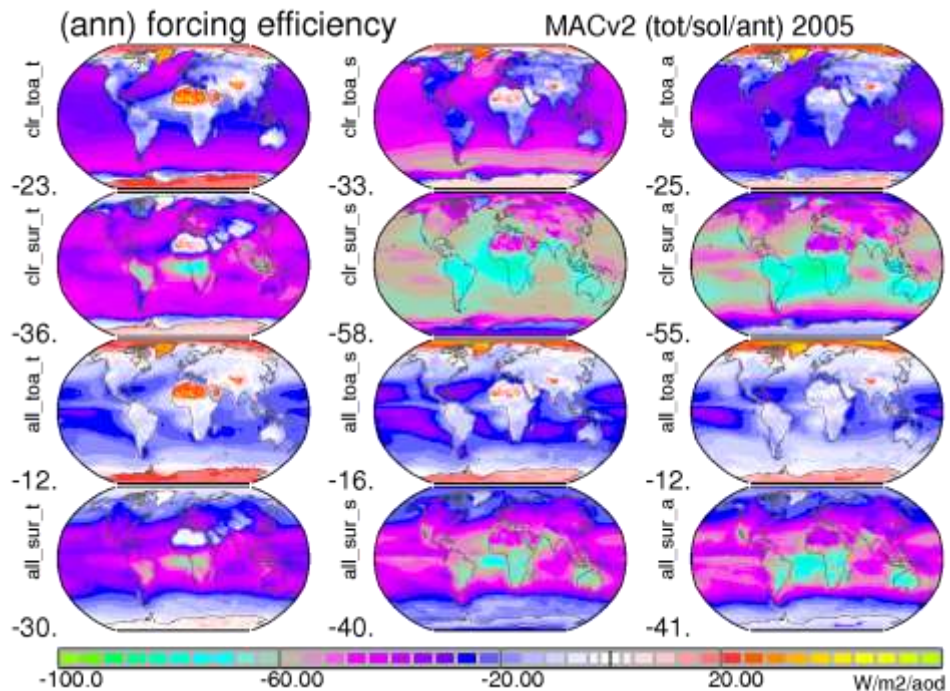 (ann) forcing efficiency MACv2 (tot/sol/ant) 2005
clr_toa_t clr_toa_s clr_toa_a
-23. -33. -25.
clr_sur_t clr_sur_s clr_sur_a
-36. -58. -55.
all_toa_t all_toa_s all_toa_a
-12. -16. -12.
all_sur_t all_sur_s all_sur_a
-30. -40. -41.
-100.0 -60.00 -20.00 20.00 W/m2/aod